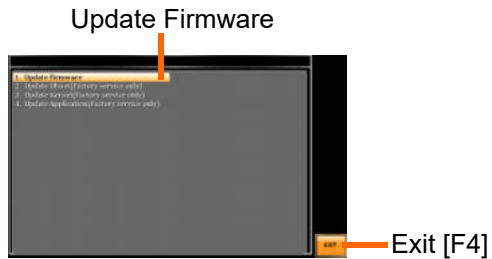 Update Firmware
1. Update Firmware
2. Update Uboot(Factory service only)
3. Update Kernel(Factory service only)
4. Update Application(Factory service only)
EXIT
Exit [F4]